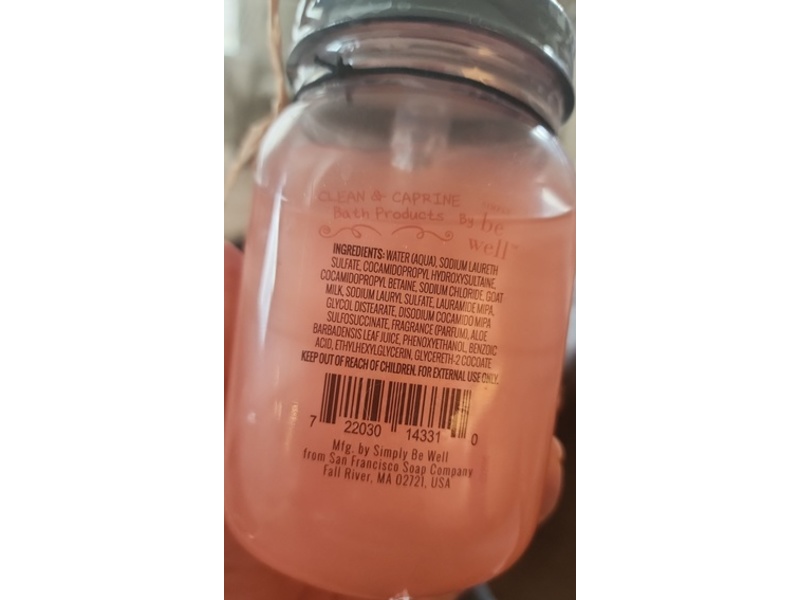 CLEAN & CAPRINE
Bath Products By be well™
INGREDIENTS: WATER (AQUA), SODIUM LAURETH
SULFATE, COCAMIDOPROPYL HYDROXYSULTAINE,
COCAMIDOPROPYL BETAINE, SODIUM CHLORIDE, GOAT
MILK, SODIUM LAURYL SULFATE, LAURAMIDE MIPA,
GLYCOL DISTEARATE, DISODIUM COCAMIDO MIPA
SULFOSUCCINATE, FRAGRANCE (PARFUM), ALOE
BARBADENSIS LEAF JUICE, PHENOXYETHANOL, BENZOIC
ACID, ETHYLHEXYLGLYCERIN, GLYCERETH-2 COCOATE.
KEEP OUT OF REACH OF CHILDREN. FOR EXTERNAL USE ONLY.
7 22030 14331 0
Mfg. by Simply Be Well
from San Francisco Soap Company
Fall River, MA 02721, USA